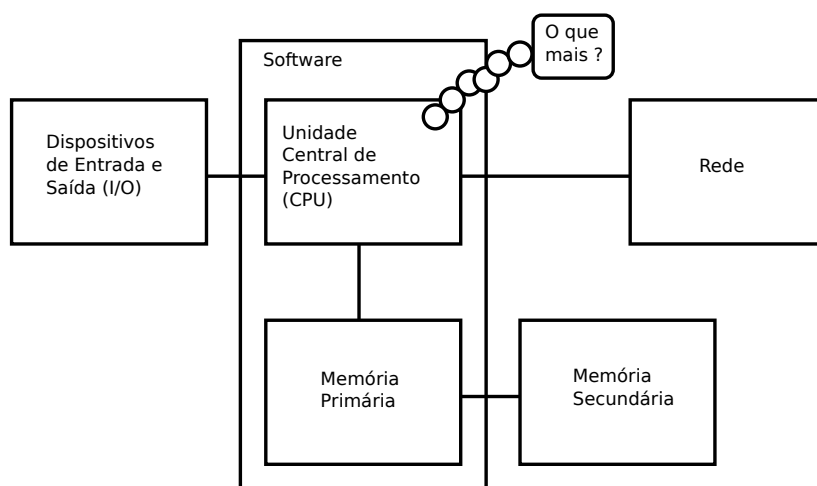 O que
mais ?
Software
Dispositivos
de Entrada e
Saída (I/O)
Unidade
Central de
Processamento
(CPU)
Rede
Memória
Primária
Memória
Secundária